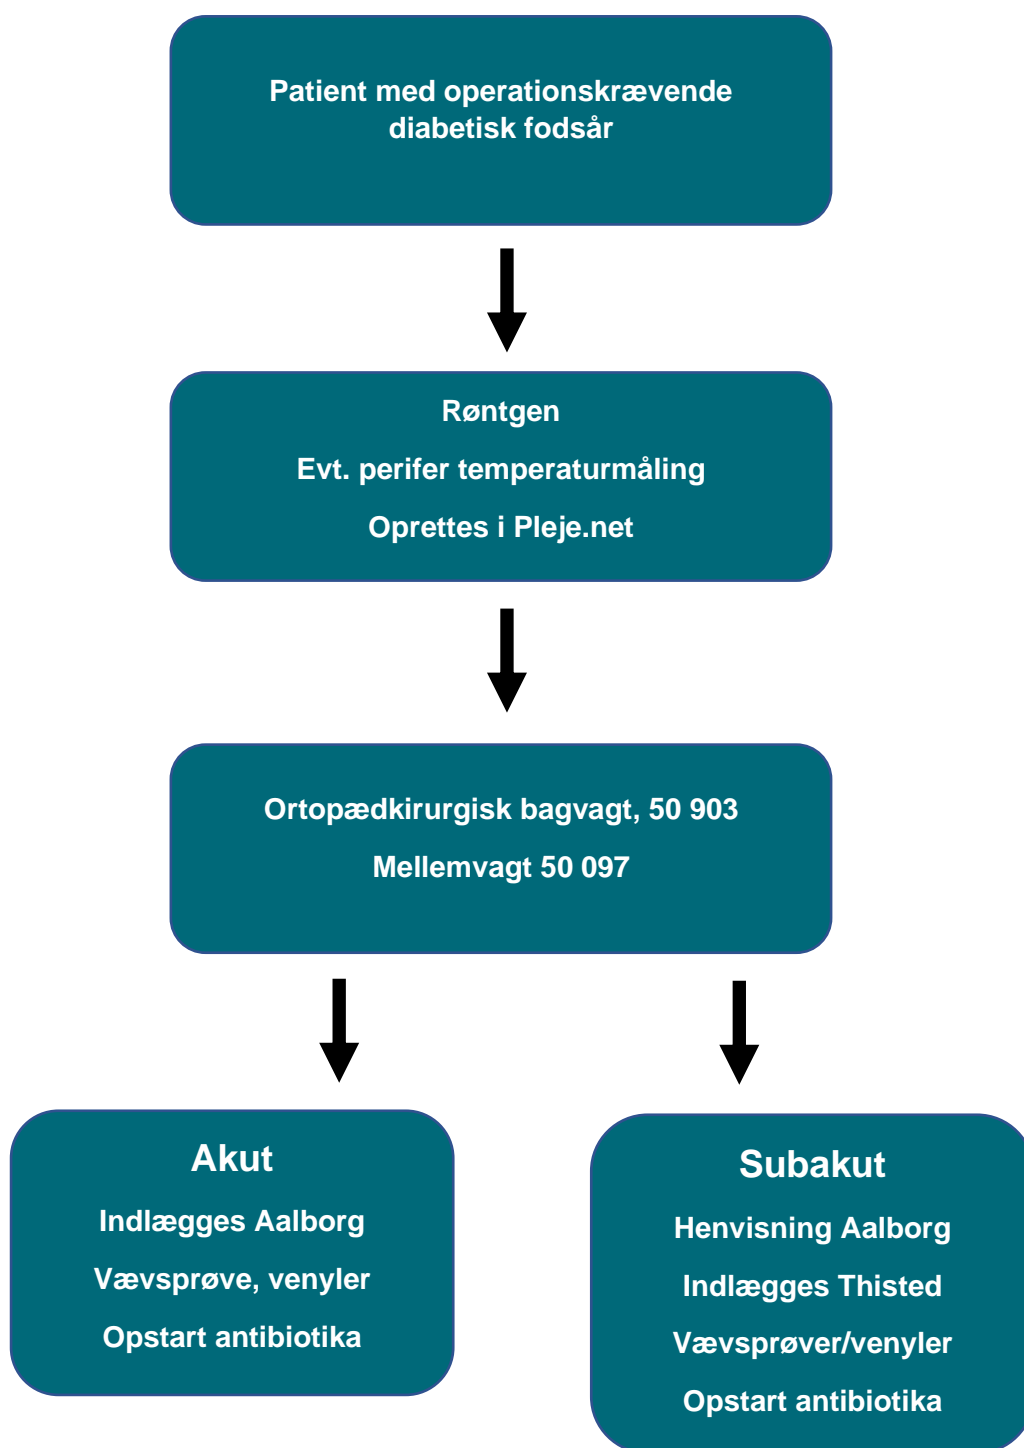 Patient med operationskrævende
diabetisk fodsår
Røntgen
Evt. perifer temperaturmåling
Oprettes i Pleje.net
Ortopædkirurgisk bagvagt, 50 903
Mellemvagt 50 097
Akut
Indlægges Aalborg
Vævsprøve, venyler
Opstart antibiotika
Subakut
Henvisning Aalborg
Indlægges Thisted
Vævsprøver/venyler
Opstart antibiotika